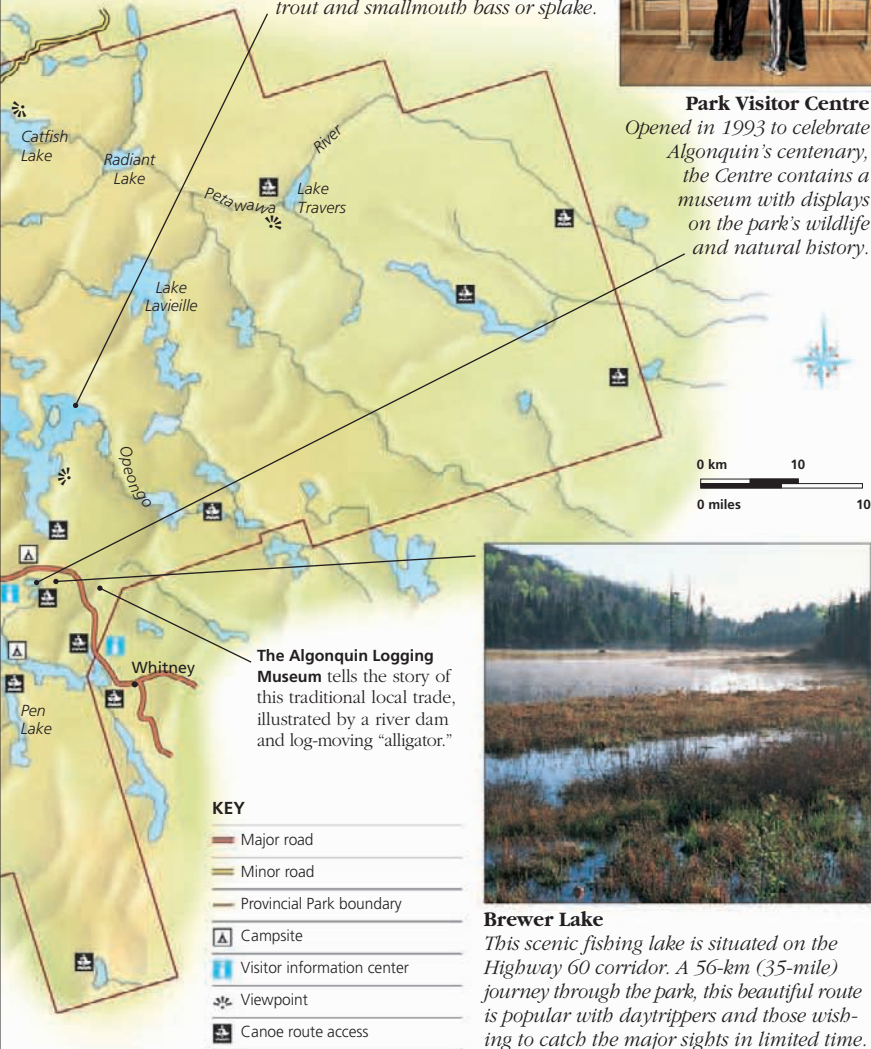 trout and smallmouth bass or splake.
Park Visitor Centre
Opened in 1993 to celebrate
Algonquin's centenary,
the Centre contains a
museum with displays
on the park's wildlife
and natural history.
Catfish
Lake
Radiant
Lake
Petawawa
River
Lake
Travers
Lake
Lavieille
Opeongo
0 km 10
0 miles 10
Whitney
Pen
Lake
The Algonquin Logging
Museum tells the story of
this traditional local trade,
illustrated by a river dam
and log-moving “alligator.”
KEY
Major road
Minor road
Provincial Park boundary
Campsite
Visitor information center
Viewpoint
Canoe route access
Brewer Lake
This scenic fishing lake is situated on the
Highway 60 corridor. A 56-km (35-mile)
journey through the park, this beautiful route
is popular with daytrippers and those wish-
ing to catch the major sights in limited time.